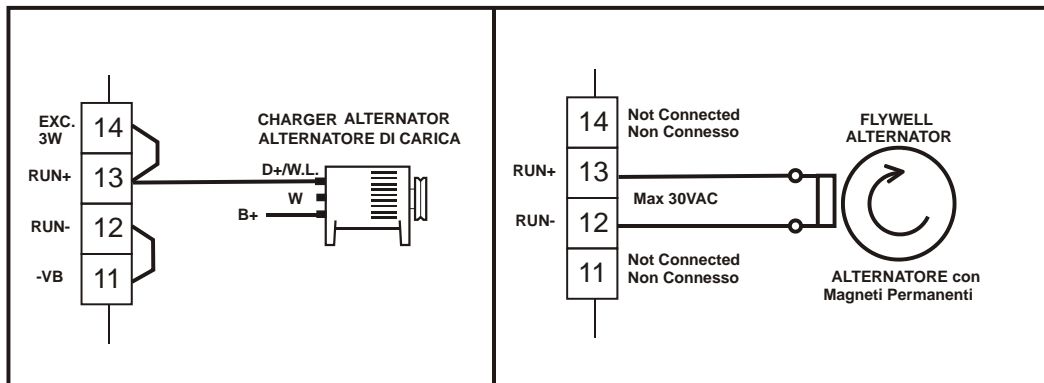 EXC.
3W
14
RUN+
13
RUN-
12
-VB
11
CHARGER ALTERNATOR
ALTERNATORE DI CARICA
D+/W.L.
W
B+
14
Not Connected
Non Connesso
RUN+
13
RUN-
12
Max 30VAC
11
Not Connected
Non Connesso
FLYWELL
ALTERNATOR
ALTERNATORE con
Magneti Permanenti